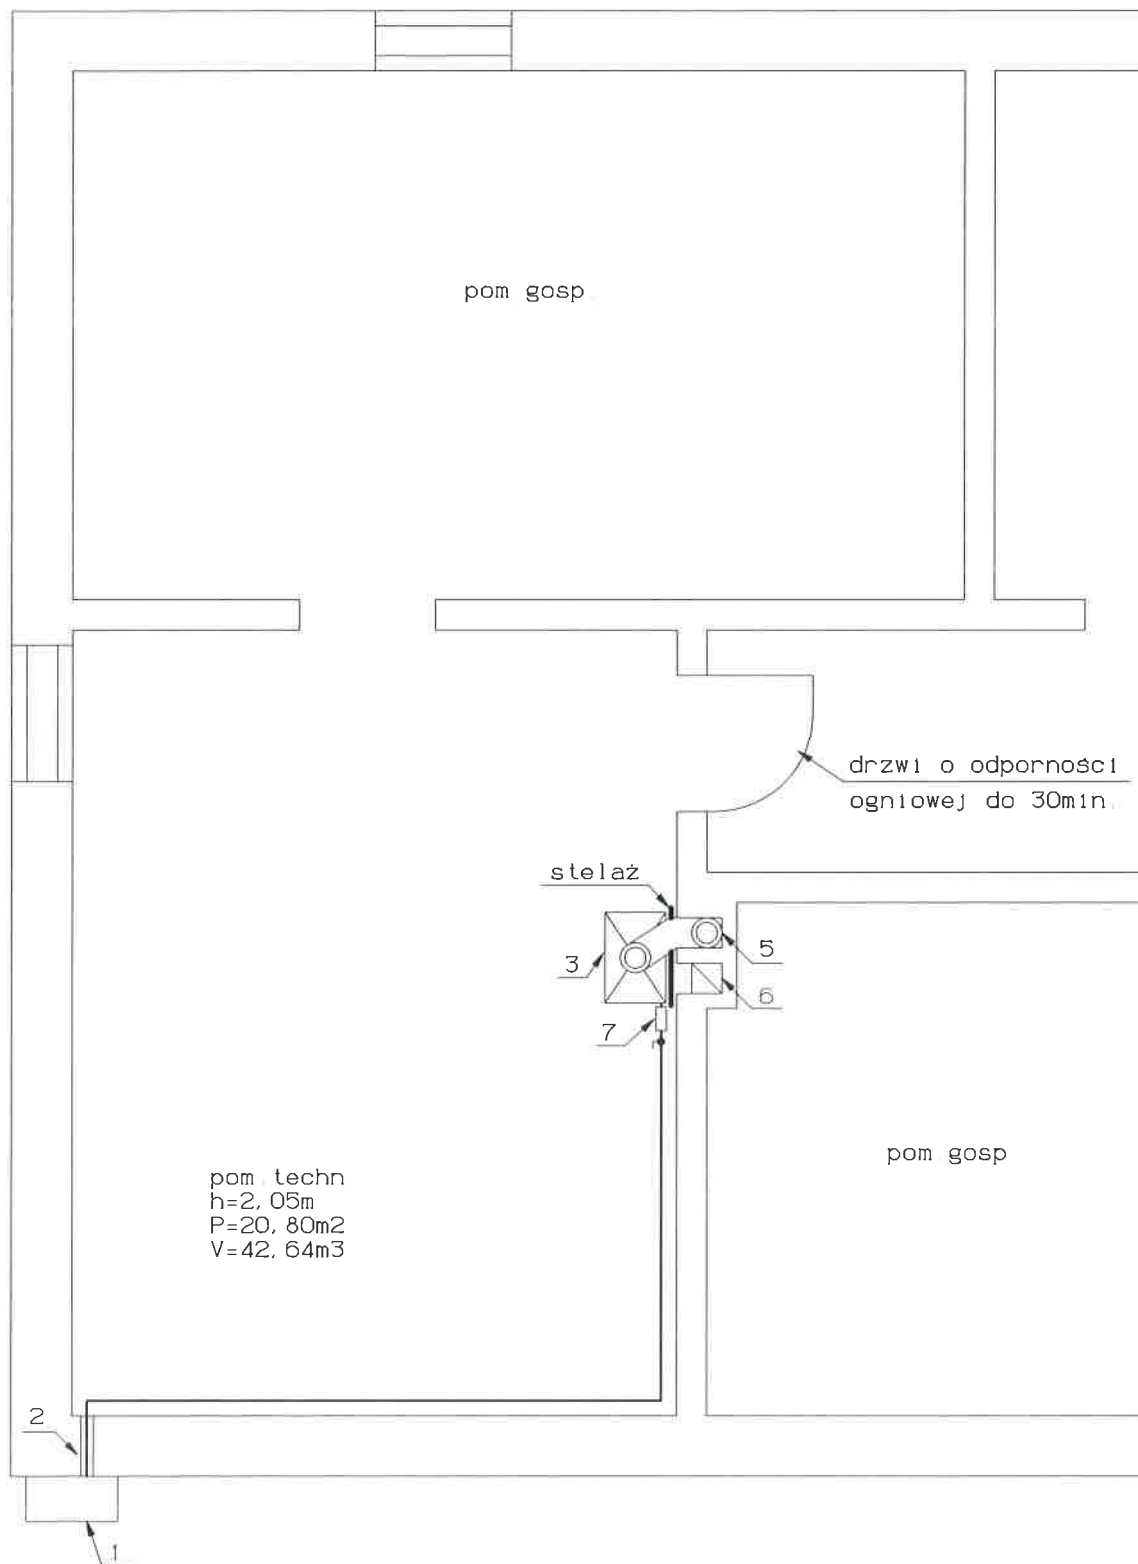 pom gosp
drzwi o odporności
ogniowej do 30min.
stelaż
3
5
6
7
pom gosp
pom. techn
h=2,05m
P=20,80m2
V=42,64m3
2
1